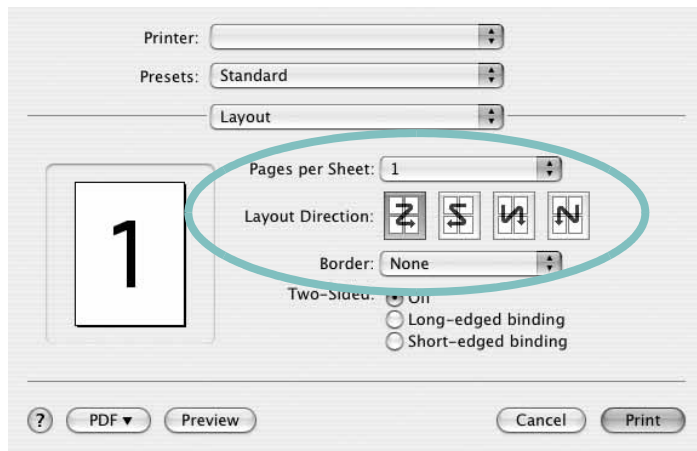 Printer:
Presets: Standard
Layout
Pages per Sheet: 1
Layout Direction:
Border: None
Two-Sided: Off
Long-edged binding
Short-edged binding
1
? PDF▼ Preview Cancel Print